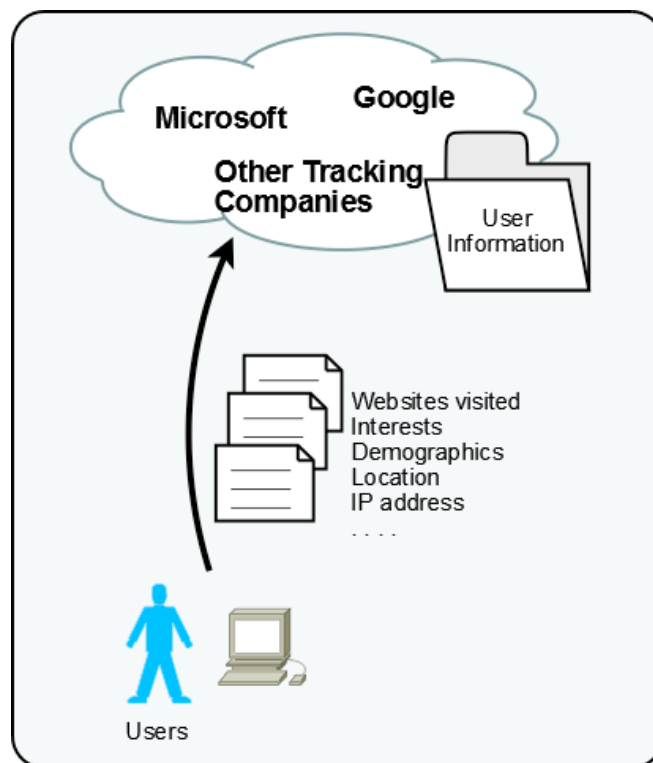 Google
Microsoft
Other Tracking
Companies
User
Information
Websites visited
Interests
Demographics
Location
IP address
. . . .
Users